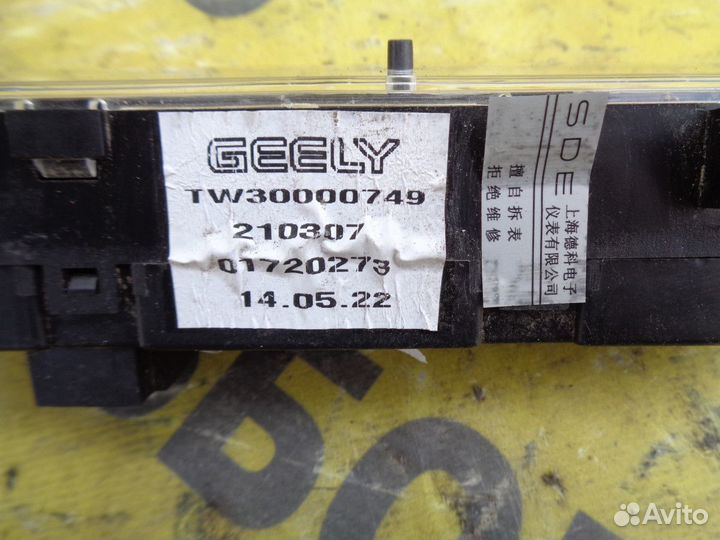 GEELY
TW30000749
210307
01720273
14.05.22
SDE
上海德科电子
仪表有限公司
擅自拆表
拒绝维修
Avito